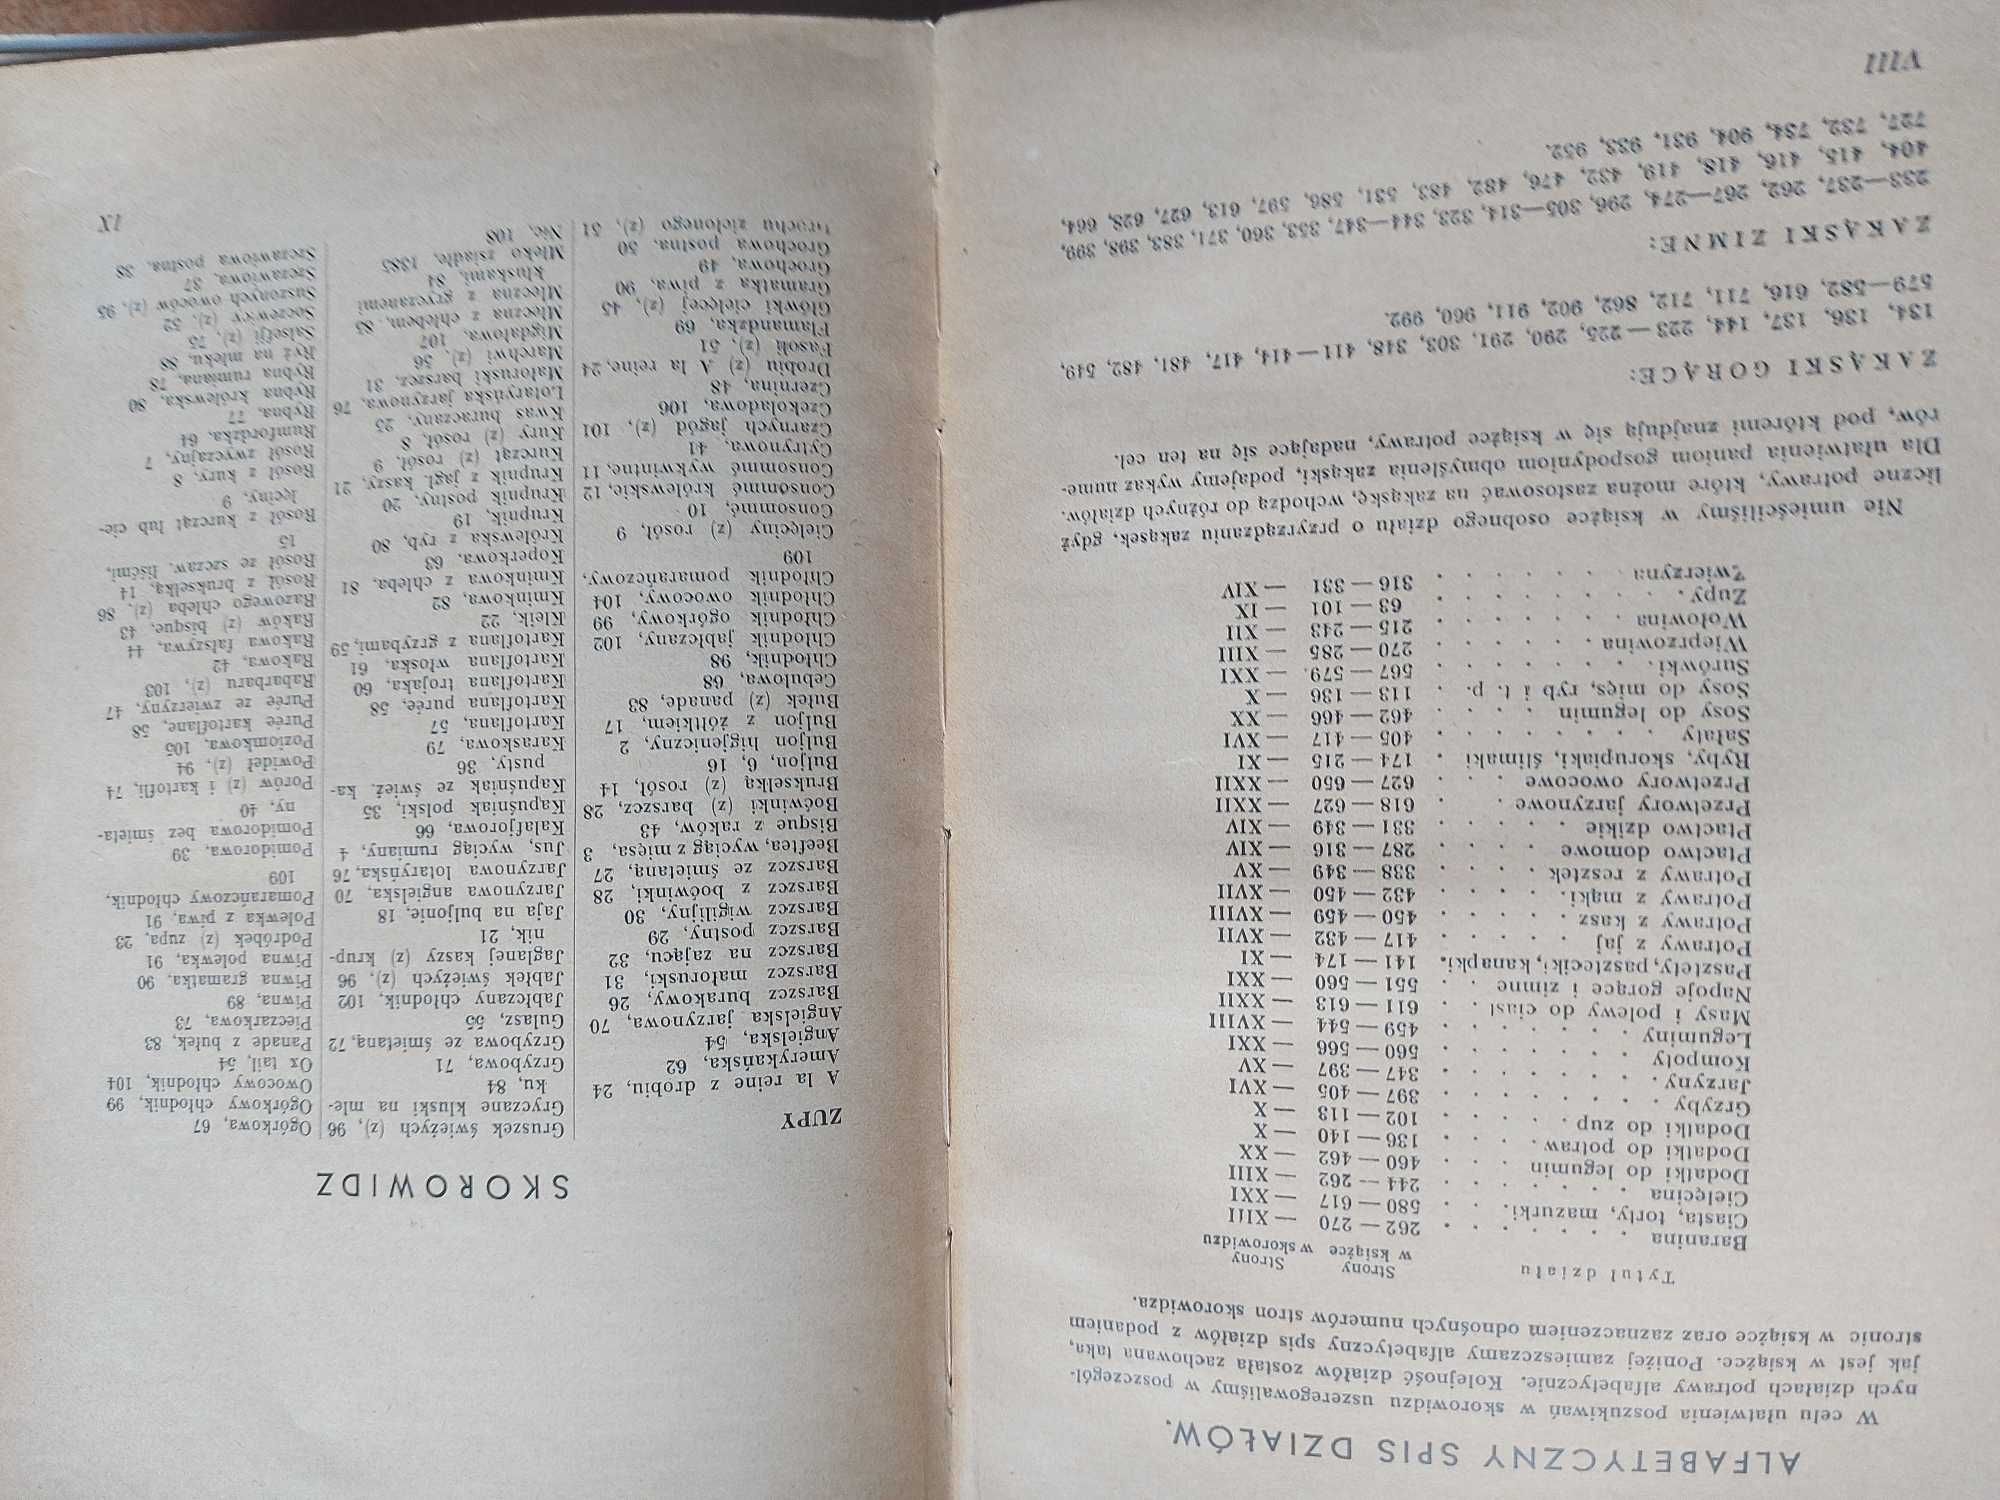 ALFABETYCZNY SPIS DZIAŁÓW.
W celu ułatwienia poszukiwań w skorowidzu uszeregowaliśmy w poszczegól-
nych działach potrawy alfabetycznie. Kolejność działów została zachowana taka,
jak jest w książce. Poniżej zamieszczamy alfabetyczny spis działów z podaniem
stronic w książce oraz zaznaczeniem odnośnych numerów stron skorowidza.
Tytuł działu Strony w książce Strony w skorowidzu
Baranina . . . . . . 262 — 270 — XIII
Ciasta, torty, mazurki . . . 580 — 617 — XXI
Cielęcina . . . . . . 244 — 262 — XIII
Dodatki do legumin . . . 460 — 462 — XX
Dodatki do potraw . . . . 136 — 140 — X
Dodatki do zup . . . . . 102 — 113 — X
Grzyby . . . . . . . 397 — 405 — XVI
Jarzyny . . . . . . . 347 — 397 — XV
Kompoty . . . . . . 560 — 566 — XXI
Leguminy . . . . . . 459 — 544 — XVIII
Masy i polewy do ciast . . 611 — 613 — XXII
Napoje gorące i zimne . . 551 — 560 — XXI
Pasztety, paszteciki, kanapki . 141 — 174 — XI
Potrawy z jaj . . . . . 417 — 432 — XVII
Potrawy z kasz . . . . . 450 — 459 — XVIII
Potrawy z mąki . . . . . 432 — 450 — XVII
Potrawy z resztek . . . . 338 — 349 — XV
Ptactwo domowe . . . . 287 — 316 — XIV
Ptactwo dzikie . . . . . 331 — 349 — XIV
Przetwory jarzynowe . . . 618 — 627 — XXII
Przetwory owocowe . . . 627 — 650 — XXII
Ryby, skorupiaki, ślimaki . 174 — 215 — XI
Sałaty . . . . . . . 405 — 417 — XVI
Sosy do legumin . . . . 462 — 466 — XX
Sosy do mięs, ryb i t. p. . 113 — 136 — X
Surówki . . . . . . . 567 — 579 — XXI
Wieprzowina . . . . . 270 — 285 — XIII
Wołowina . . . . . . 215 — 243 — XII
Zupy . . . . . . . . 63 — 101 — IX
Zwierzyna . . . . . . 316 — 331 — XIV
Nie umieściliśmy w książce osobnego działu o przyrządzaniu zakąsek, gdyż
liczne potrawy, które można zastosować na zakąskę, wchodzą do różnych działów.
Dla ułatwienia paniom gospodyniom obmyślenia zakąski, podajemy wykaz nume-
rów, pod któremi znajdują się w książce potrawy, nadające się na ten cel.
ZAKĄSKI GORĄCE:
134, 136, 137, 144, 223 — 225, 290, 291, 303, 348, 411 — 414, 417, 481, 482, 549,
579—582, 616, 711, 712, 862, 902, 911, 960, 992.
ZAKĄSKI ZIMNE:
233—237, 262, 267—274, 296, 305—314, 323, 344—347, 353, 360, 371, 383, 398, 399,
404, 415, 416, 418, 419, 432, 476, 482, 483, 531, 586, 597, 613, 627, 628, 664,
727, 732, 734, 904, 931, 933, 952.
VIII
SKOROWIDZ
ZUPY
A la reine z drobiu, 24
Amerykańska, 62
Angielska, 54
Angielska jarzynowa, 70
Barszcz burakowy, 26
Barszcz małoruski, 31
Barszcz na zającu, 32
Barszcz postny, 29
Barszcz wigilijny, 30
Barszcz z boćwinki, 28
Barszcz ze śmietaną, 27
Beeftea, wyciąg z mięsa, 3
Bisque z raków, 43
Boćwinki (z) barszcz, 28
Brukselką (z) rosół, 14
Buljon, 6, 16
Buljon higjeniczny, 2
Buljon z żółtkiem, 17
Bułek (z) panade, 83
Cebulowa, 68
Chłodnik, 98
Chłodnik jabłczany, 102
Chłodnik ogórkowy, 99
Chłodnik owocowy, 104
Chłodnik pomarańczowy,
109
Cielęciny (z) rosół, 9
Consommé, 10
Consommé królewskie, 12
Consommé wykwintne, 11
Cytrynowa, 41
Czarnych jagód (z), 101
Czekoladowa, 106
Czernina, 48
Drobiu (z) A la reine, 24
Fasoli (z), 51
Flamandzka, 69
Główki cielęcej (z), 45
Gramatka z piwa, 90
Grochowa, 49
Grochowa postna, 50
Grochu zielonego (z), 51
Gruszek świeżych (z), 96
Gryczane kluski na mle-
ku, 84
Grzybowa, 71
Grzybowa ze śmietaną, 72
Gulasz, 55
Jabłczany chłodnik, 102
Jabłek świeżych (z), 96
Jaglanej kaszy (z) krup-
nik, 21
Jaja na buljonie, 18
Jarzynowa angielska, 70
Jarzynowa lotaryńska, 76
Jus, wyciąg rumiany, 4
Kalafjorowa, 66
Kapuśniak polski, 35
Kapuśniak ze śwież. ka-
pusty, 36
Karaskowa, 79
Kartoflana, 57
Kartoflana purée, 58
Kartoflana trojaka, 60
Kartoflana włoska, 61
Kartoflana z grzybami, 59
Kleik, 22
Kminkowa, 82
Kminkowa z chleba, 81
Koperkowa, 63
Królewska z ryb, 80
Krupnik, 19
Krupnik postny, 20
Krupnik z jagl. kaszy, 21
Kurcząt (z) rosół, 9
Kury (z) rosół, 8
Kwas buraczany, 25
Lotaryńska jarzynowa, 76
Małoruski barszcz, 31
Marchwi (z), 56
Migdałowa, 107
Mleczna z chlebem, 85
Mleczna z gryczanemi
kluskami, 84
Mleko zsiadłe, 1385
Nic, 108
Ogórkowa, 67
Ogórkowy chłodnik, 99
Owocowy chłodnik, 104
Ox tail, 54
Panade z bułek, 83
Pieczarkowa, 73
Piwna, 89
Piwna gramatka, 90
Piwna polewka, 91
Podróbek (z) zupa, 23
Polewka z piwa, 91
Pomarańczowy chłodnik,
109
Pomidorowa, 39
Pomidorowa bez śmieta-
ny, 40
Porów (z) i kartofli, 74
Powideł (z), 94
Poziomkowa, 105
Purée kartoflane, 58
Purée ze zwierzyny, 47
Rabarbaru (z), 103
Rakowa, 42
Rakowa fałszywa, 44
Raków (z) bisque, 43
Razowego chleba (z), 86
Rosół z brukselką, 14
Rosół ze szczaw. liśćmi,
15
Rosół z kurcząt lub cie-
lęciny, 9
Rosół z kury, 8
Rosół zwyczajny, 7
Rumfordzka, 64
Rybna, 77
Rybna królewska, 80
Rybna rumiana, 78
Ryż na mleku, 88
Salsefji (z), 75
Soczewicy (z), 52
Suszonych owoców (z), 95
Szczawiowa, 37
Szczawiowa postna, 38
IX